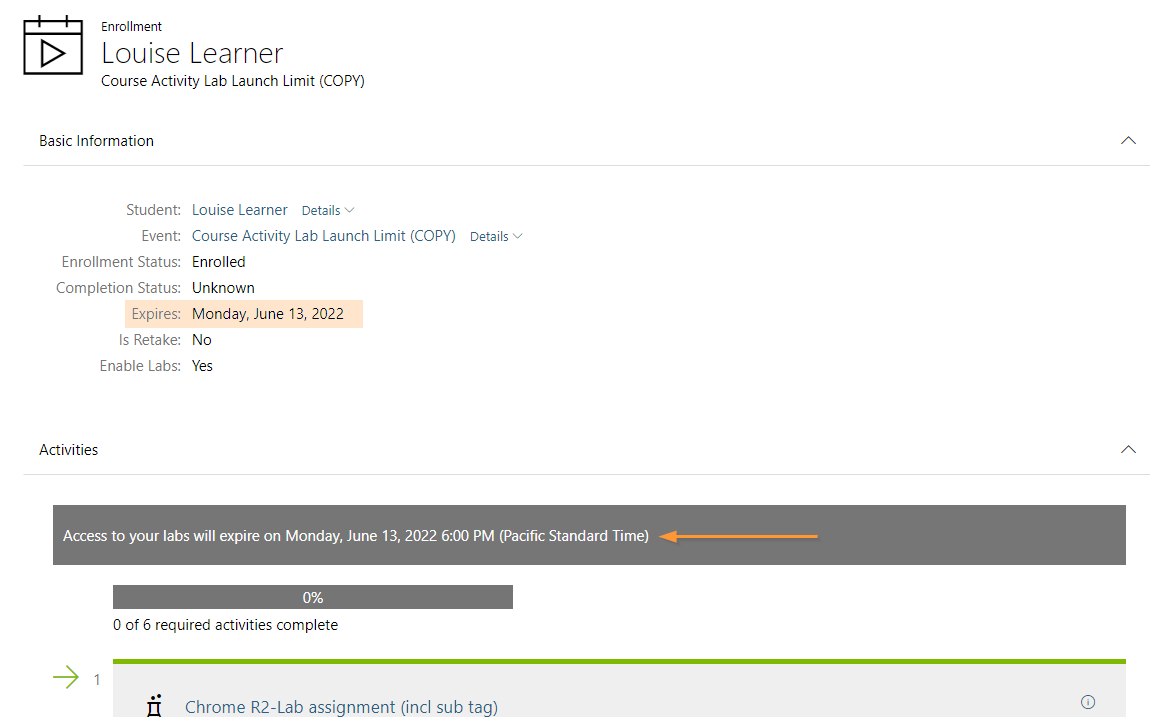 Enrollment
Louise Learner
Course Activity Lab Launch Limit (COPY)
Basic Information
Student: Louise Learner Details
Event: Course Activity Lab Launch Limit (COPY) Details
Enrollment Status: Enrolled
Completion Status: Unknown
Expires: Monday, June 13, 2022
Is Retake: No
Enable Labs: Yes
Activities
Access to your labs will expire on Monday, June 13, 2022 6:00 PM (Pacific Standard Time)
0%
0 of 6 required activities complete
1
Chrome R2-Lab assignment (incl sub tag)